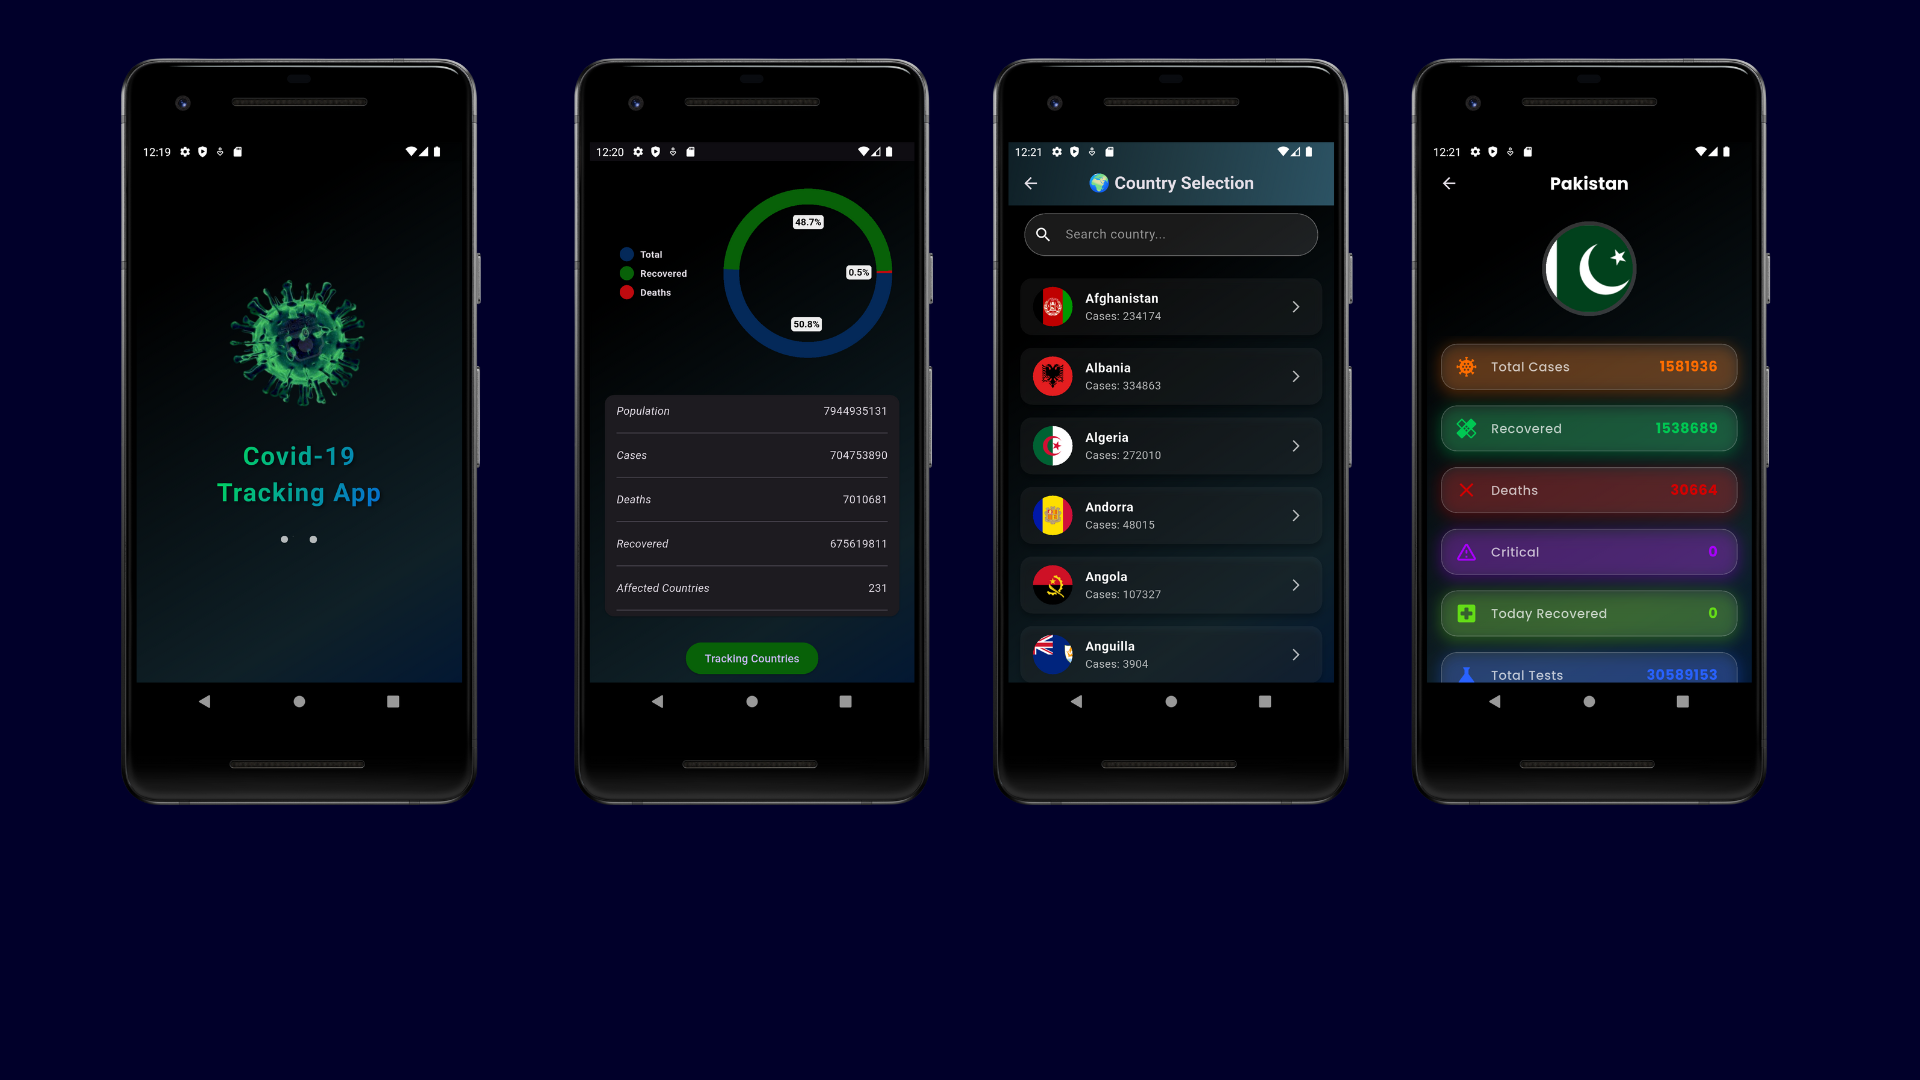 12:19
Covid-19
Tracking App
12:20
Total
Recovered
Deaths
48.7%
0.5%
50.8%
Population 7944935131
Cases 704753890
Deaths 7010681
Recovered 675619811
Affected Countries 231
Tracking Countries
12:21
Country Selection
Search country...
Afghanistan
Cases: 234174
Albania
Cases: 334863
Algeria
Cases: 272010
Andorra
Cases: 48015
Angola
Cases: 107327
Anguilla
Cases: 3904
12:21
Pakistan
Total Cases 1581936
Recovered 1538689
Deaths 30664
Critical 0
Today Recovered 0
Total Tests 30589153